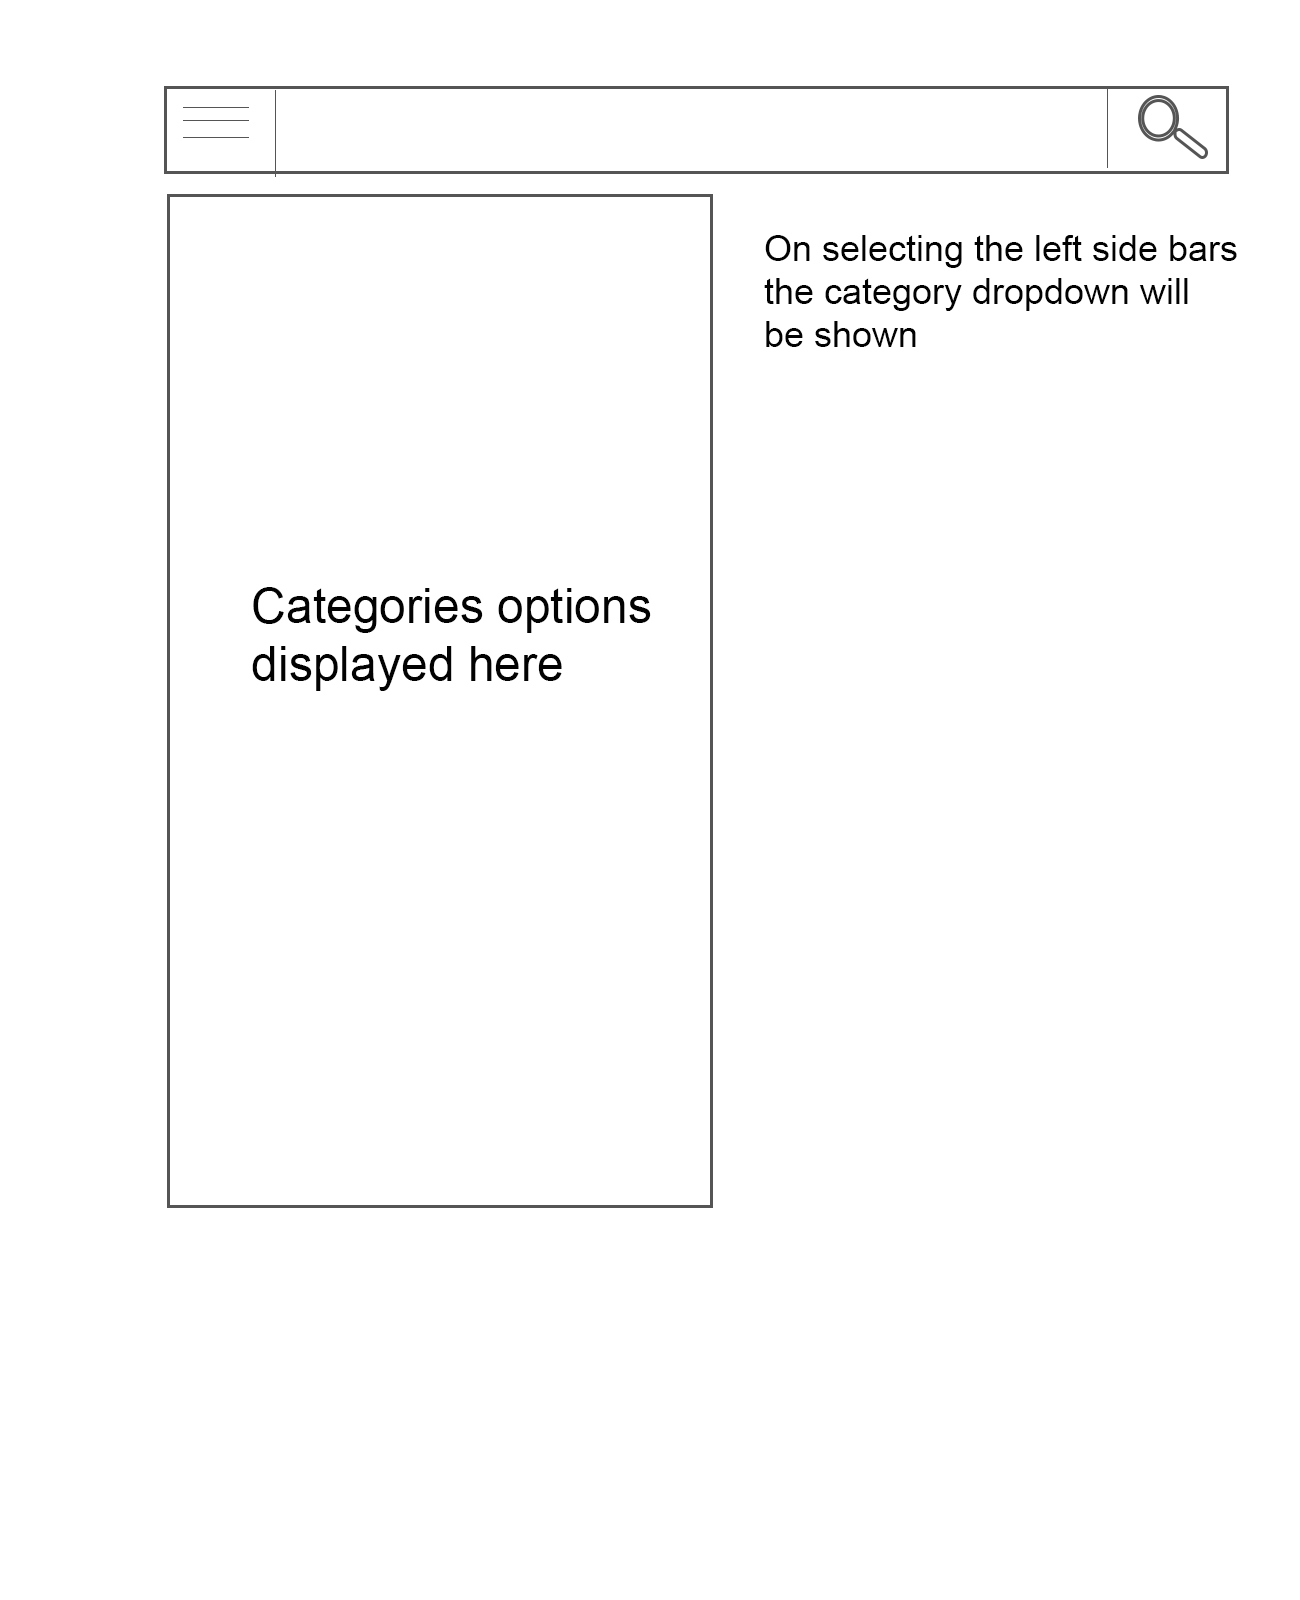 On selecting the left side bars
the category dropdown will
be shown
Categories options
displayed here